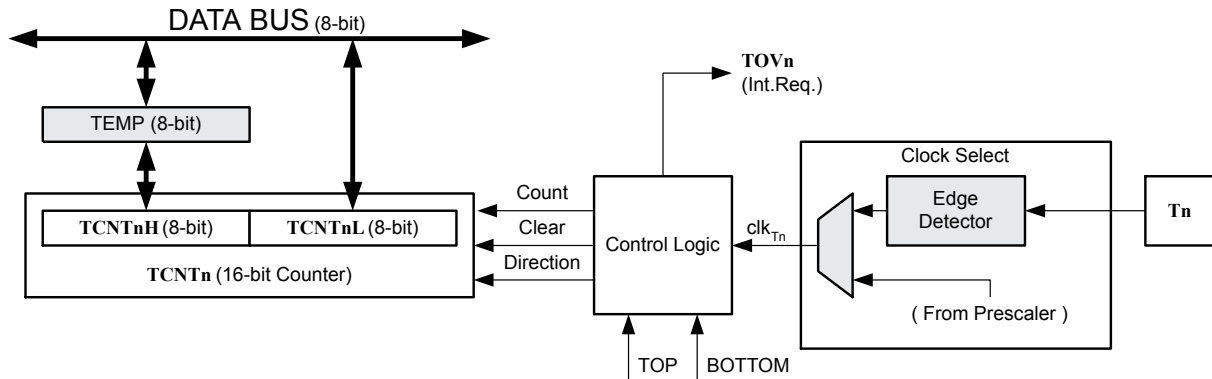 DATA BUS (8-bit)
TOVn
(Int.Req.)
TEMP (8-bit)
Clock Select
Count
Edge
Detector
Tn
TCNTnH (8-bit)
TCNTnL (8-bit)
Clear
Control Logic
clkTn
TCNTn (16-bit Counter)
Direction
( From Prescaler )
TOP
BOTTOM